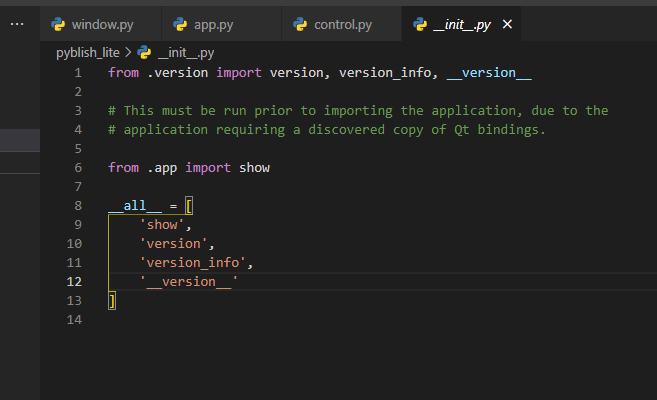 ··· window.py app.py control.py __init__.py ×
pyblish_lite > __init__.py
1 from .version import version, version_info, __version__
2
3 # This must be run prior to importing the application, due to the
4 # application requiring a discovered copy of Qt bindings.
5
6 from .app import show
7
8 __all__ = [
9     'show',
10     'version',
11     'version_info',
12     '__version__'
13 ]
14